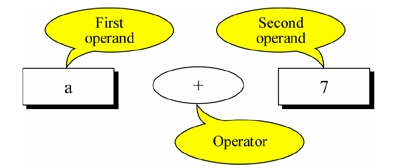 First
operand
Second
operand
a
+
7
Operator